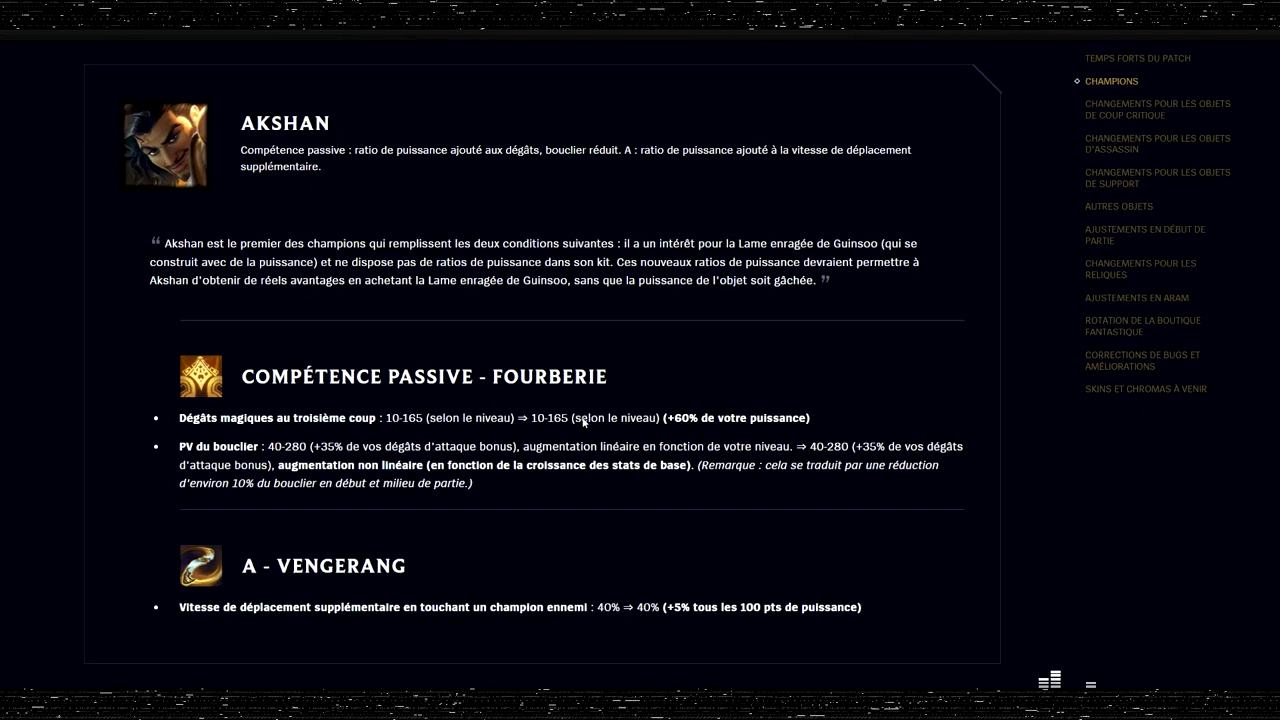 TEMPS FORTS DU PATCH
CHAMPIONS
CHANGEMENTS POUR LES OBJETS
DE COUP CRITIQUE
CHANGEMENTS POUR LES OBJETS
D'ASSASSIN
CHANGEMENTS POUR LES OBJETS
DE SUPPORT
AUTRES OBJETS
AJUSTEMENTS EN DÉBUT DE
PARTIE
CHANGEMENTS POUR LES
RELIQUES
AJUSTEMENTS EN ARAM
ROTATION DE LA BOUTIQUE
FANTASTIQUE
CORRECTIONS DE BUGS ET
AMÉLIORATIONS
SKINS ET CHROMAS À VENIR
AKSHAN
Compétence passive : ratio de puissance ajouté aux dégâts, bouclier réduit. A : ratio de puissance ajouté à la vitesse de déplacement
supplémentaire.
“ Akshan est le premier des champions qui remplissent les deux conditions suivantes : il a un intérêt pour la Lame enragée de Guinsoo (qui se
construit avec de la puissance) et ne dispose pas de ratios de puissance dans son kit. Ces nouveaux ratios de puissance devraient permettre à
Akshan d'obtenir de réels avantages en achetant la Lame enragée de Guinsoo, sans que la puissance de l'objet soit gâchée. ”
COMPÉTENCE PASSIVE - FOURBERIE
• Dégâts magiques au troisième coup : 10-165 (selon le niveau) ⇒ 10-165 (selon le niveau) (+60% de votre puissance)
• PV du bouclier : 40-280 (+35% de vos dégâts d'attaque bonus), augmentation linéaire en fonction de votre niveau. ⇒ 40-280 (+35% de vos dégâts
d'attaque bonus), augmentation non linéaire (en fonction de la croissance des stats de base). (Remarque : cela se traduit par une réduction
d'environ 10% du bouclier en début et milieu de partie.)
A - VENGERANG
• Vitesse de déplacement supplémentaire en touchant un champion ennemi : 40% ⇒ 40% (+5% tous les 100 pts de puissance)